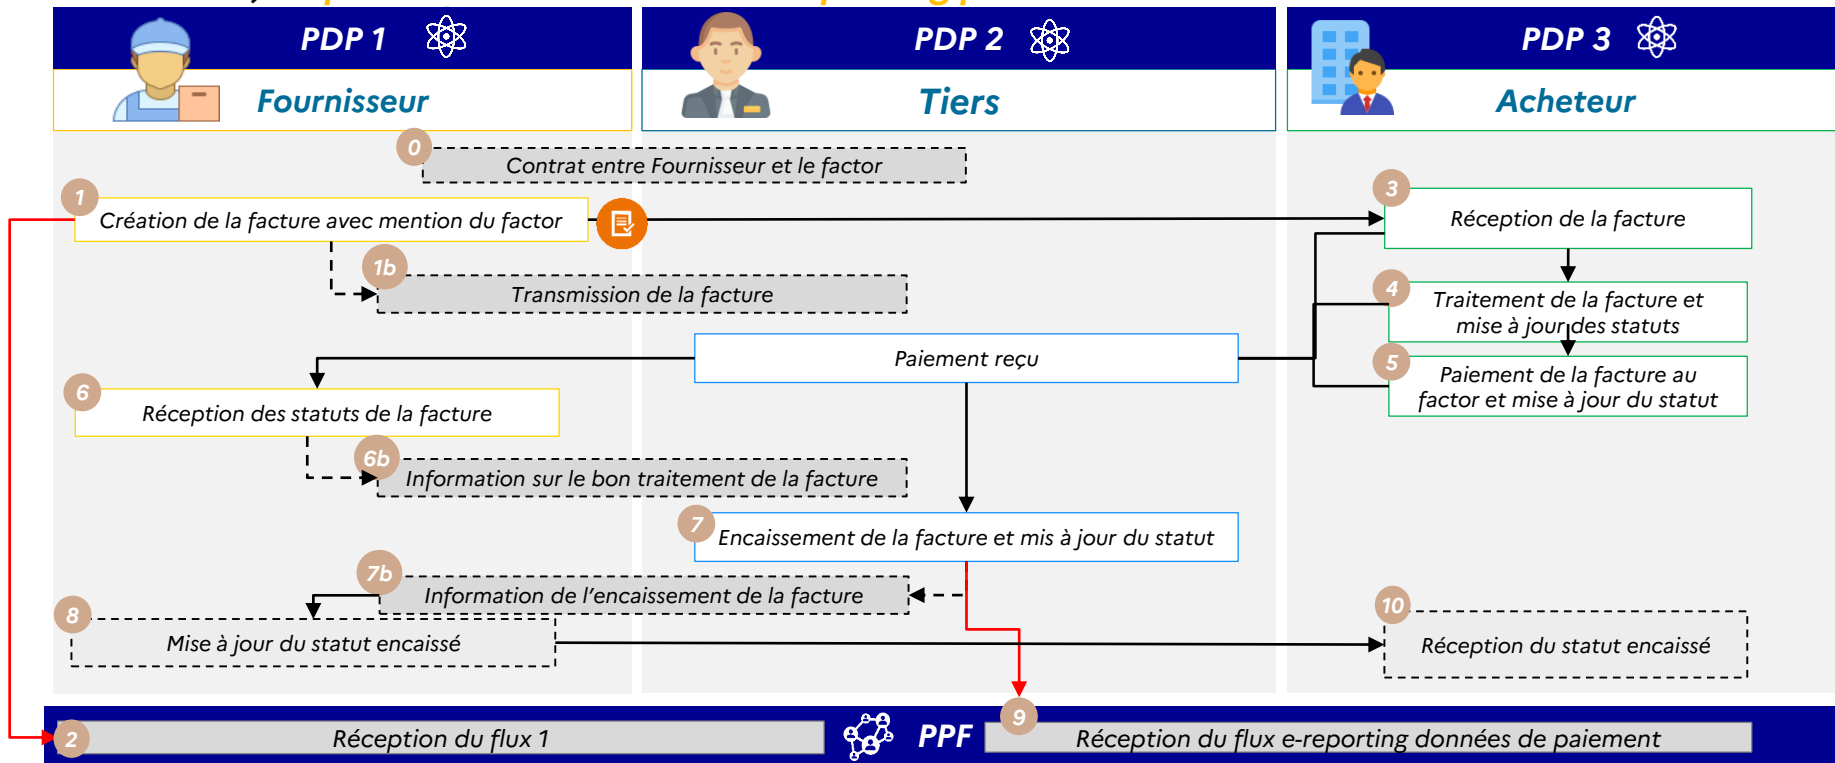 PDP 1
PDP 2
PDP 3
Fournisseur
Tiers
Acheteur
0
Contrat entre Fournisseur et le factor
1
Création de la facture avec mention du factor
3
Réception de la facture
1b
Transmission de la facture
4
Traitement de la facture et
mise à jour des statuts
Paiement reçu
5
Paiement de la facture au
factor et mise à jour du statut
6
Réception des statuts de la facture
6b
Information sur le bon traitement de la facture
7
Encaissement de la facture et mis à jour du statut
7b
Information de l'encaissement de la facture
8
Mise à jour du statut encaissé
10
Réception du statut encaissé
2
Réception du flux 1
PPF
9
Réception du flux e-reporting données de paiement